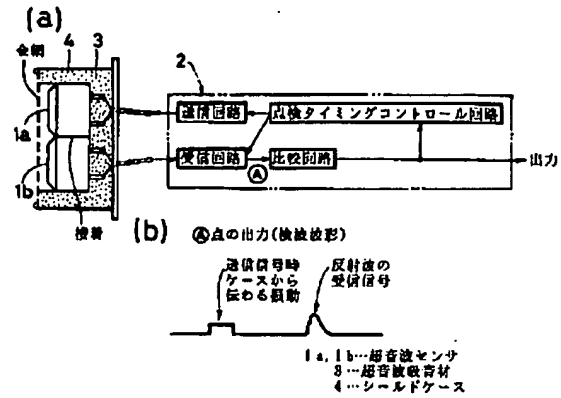 (a)
4
3
金網
1a
1b
接着
2
送信回路
点検タイミングコントロール回路
受信回路
比較回路
Ⓐ
出力
(b)
Ⓐ点の出力(検波波形)
送信信号時
ケースから
伝わる振動
反射波の
受信信号
1a,1b…超音波センサ
3…超音波吸音材
4…シールドケース